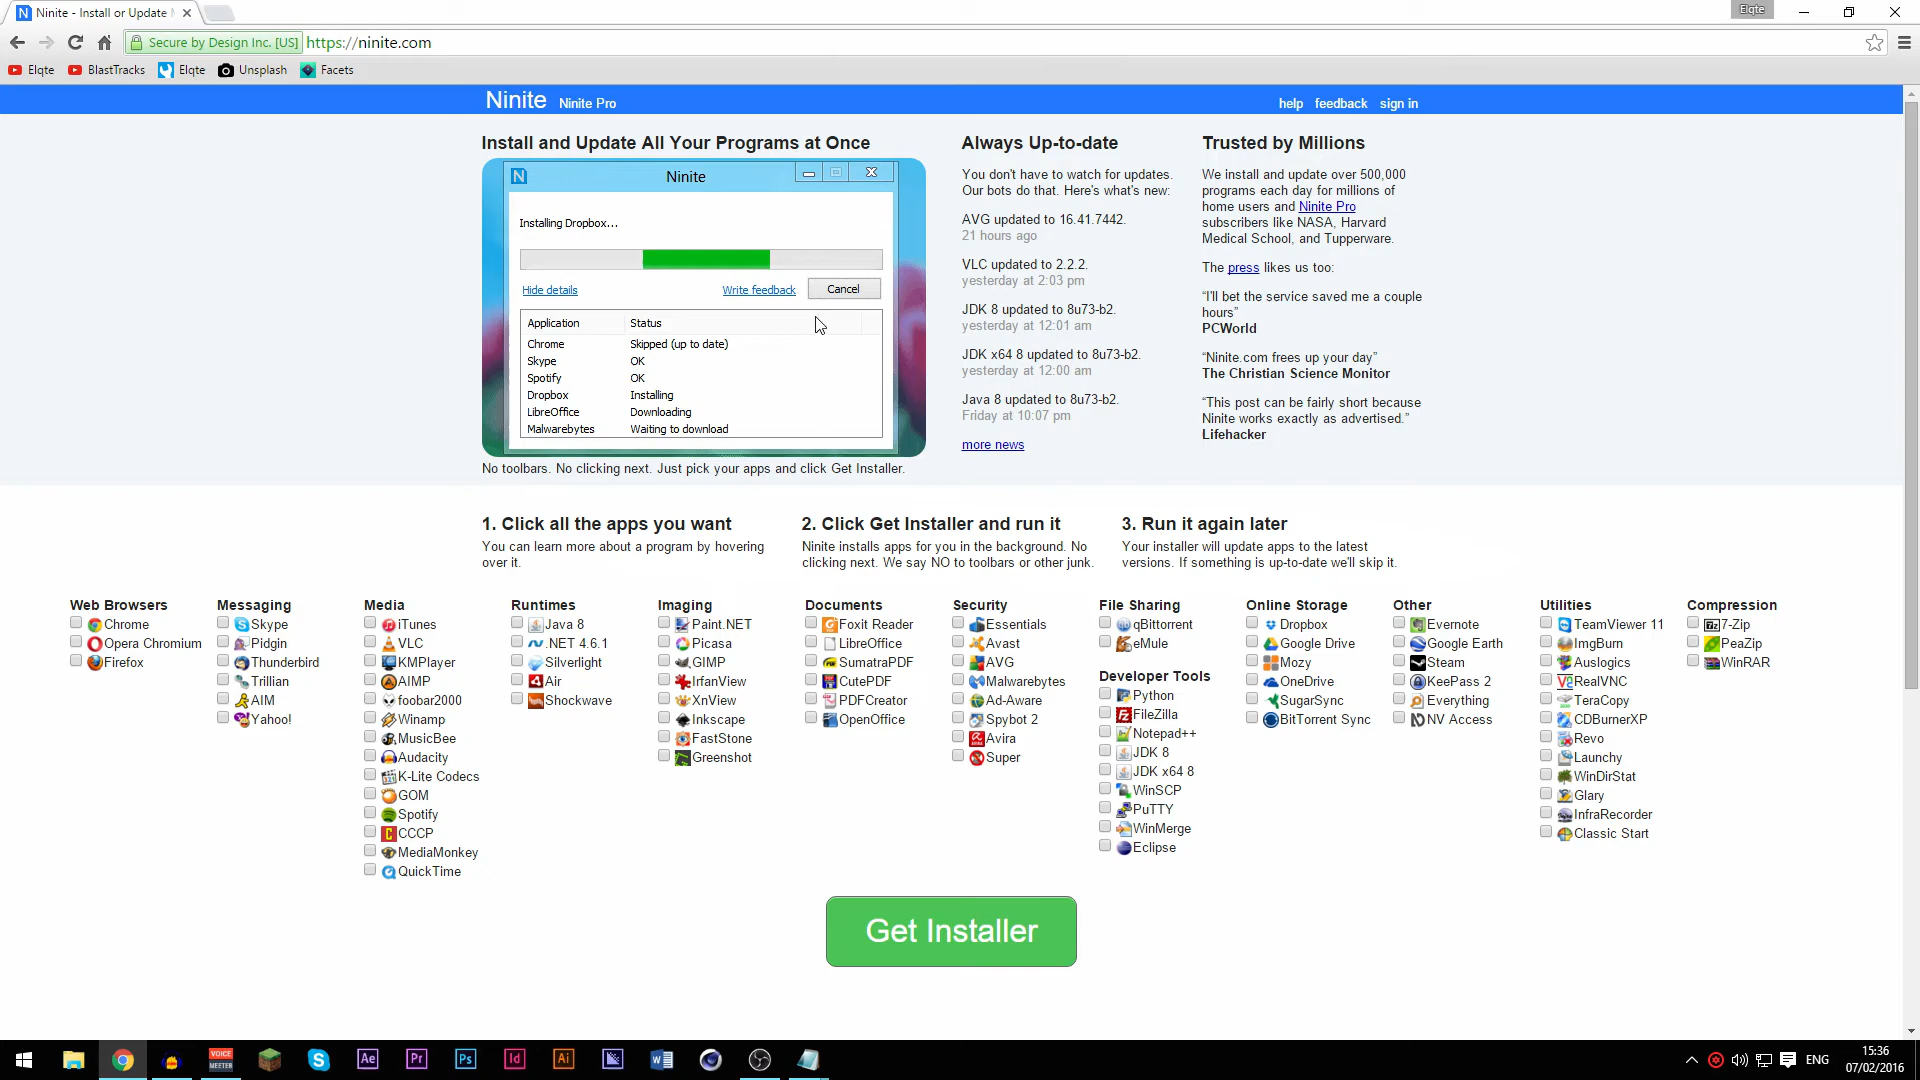 Ninite - Install or Update
Elqte
Secure by Design Inc. [US] https://ninite.com
Elqte BlastTracks Elqte Unsplash Facets
Ninite Ninite Pro help feedback sign in
Install and Update All Your Programs at Once
Ninite
Installing Dropbox...
Hide details Write feedback Cancel
Application Status
Chrome Skipped (up to date)
Skype OK
Spotify OK
Dropbox Installing
LibreOffice Downloading
Malwarebytes Waiting to download
No toolbars. No clicking next. Just pick your apps and click Get Installer.
Always Up-to-date
You don't have to watch for updates.
Our bots do that. Here's what's new:
AVG updated to 16.41.7442.
21 hours ago
VLC updated to 2.2.2.
yesterday at 2:03 pm
JDK 8 updated to 8u73-b2.
yesterday at 12:01 am
JDK x64 8 updated to 8u73-b2.
yesterday at 12:00 am
Java 8 updated to 8u73-b2.
Friday at 10:07 pm
more news
Trusted by Millions
We install and update over 500,000
programs each day for millions of
home users and Ninite Pro
subscribers like NASA, Harvard
Medical School, and Tupperware.
The press likes us too:
“I'll bet the service saved me a couple
hours”
PCWorld
“Ninite.com frees up your day”
The Christian Science Monitor
“This post can be fairly short because
Ninite works exactly as advertised.”
Lifehacker
1. Click all the apps you want
You can learn more about a program by hovering
over it.
2. Click Get Installer and run it
Ninite installs apps for you in the background. No
clicking next. We say NO to toolbars or other junk.
3. Run it again later
Your installer will update apps to the latest
versions. If something is up-to-date we'll skip it.
Web Browsers
Chrome
Opera Chromium
Firefox
Messaging
Skype
Pidgin
Thunderbird
Trillian
AIM
Yahoo!
Media
iTunes
VLC
KMPlayer
AIMP
foobar2000
Winamp
MusicBee
Audacity
K-Lite Codecs
GOM
Spotify
CCCP
MediaMonkey
QuickTime
Runtimes
Java 8
.NET 4.6.1
Silverlight
Air
Shockwave
Imaging
Paint.NET
Picasa
GIMP
IrfanView
XnView
Inkscape
FastStone
Greenshot
Documents
Foxit Reader
LibreOffice
SumatraPDF
CutePDF
PDFCreator
OpenOffice
Security
Essentials
Avast
AVG
Malwarebytes
Ad-Aware
Spybot 2
Avira
Super
File Sharing
qBittorrent
eMule
Developer Tools
Python
FileZilla
Notepad++
JDK 8
JDK x64 8
WinSCP
PuTTY
WinMerge
Eclipse
Online Storage
Dropbox
Google Drive
Mozy
OneDrive
SugarSync
BitTorrent Sync
Other
Evernote
Google Earth
Steam
KeePass 2
Everything
NV Access
Utilities
TeamViewer 11
ImgBurn
Auslogics
RealVNC
TeraCopy
CDBurnerXP
Revo
Launchy
WinDirStat
Glary
InfraRecorder
Classic Start
Compression
7-Zip
PeaZip
WinRAR
Get Installer
VOICE
MEETER
Ae Pr Ps Id Ai
ENG
15:36
07/02/2016